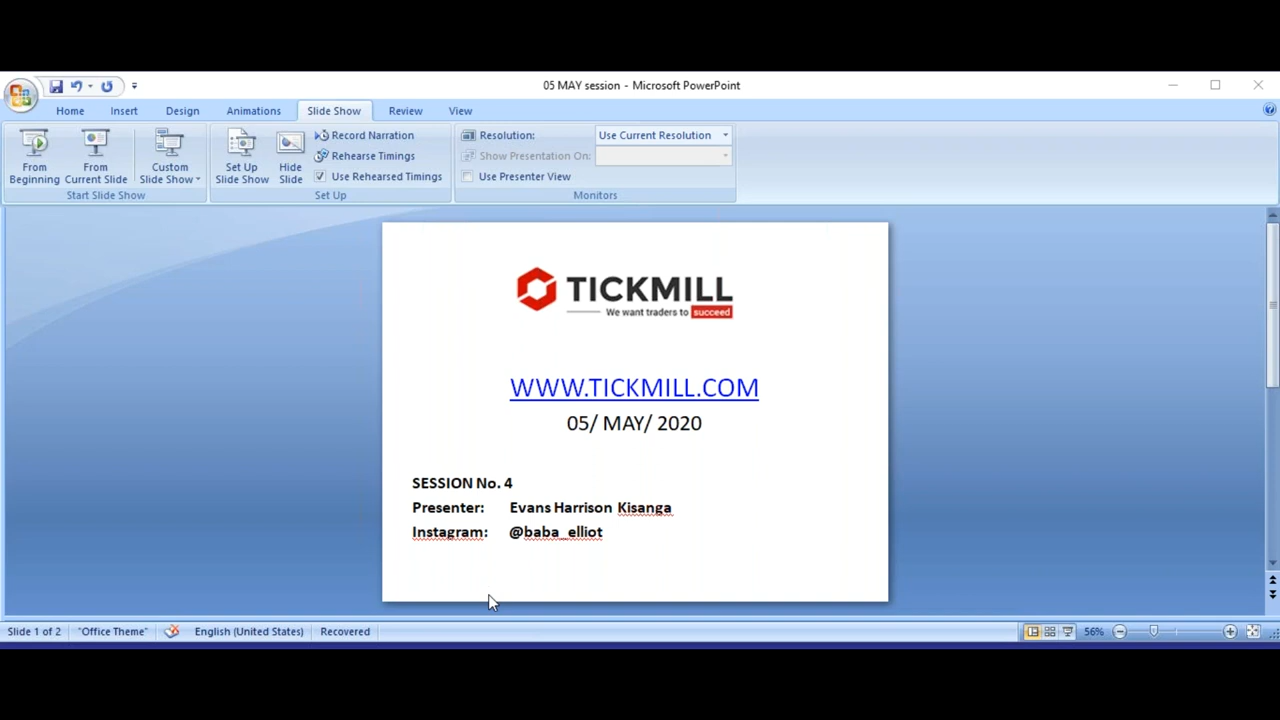 05 MAY session - Microsoft PowerPoint
Home Insert Design Animations Slide Show Review View
From Beginning
From Current Slide
Custom Slide Show
Start Slide Show
Set Up Slide Show
Hide Slide
Record Narration
Rehearse Timings
Use Rehearsed Timings
Set Up
Resolution: Use Current Resolution
Show Presentation On:
Use Presenter View
Monitors
TICKMILL
We want traders to succeed
WWW.TICKMILL.COM
05/ MAY/ 2020
SESSION No. 4
Presenter: Evans Harrison Kisanga
Instagram: @baba_elliot
Slide 1 of 2 "Office Theme" English (United States) Recovered 56%